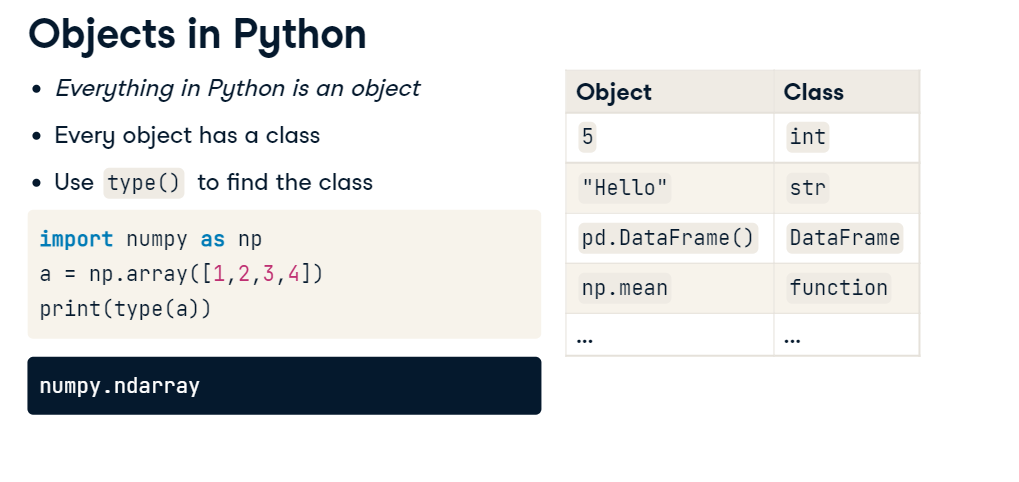 Objects in Python
• Everything in Python is an object
• Every object has a class
• Use type() to find the class
import numpy as np
a = np.array([1,2,3,4])
print(type(a))
numpy.ndarray
Object Class
5 int
"Hello" str
pd.DataFrame() DataFrame
np.mean function
... ...